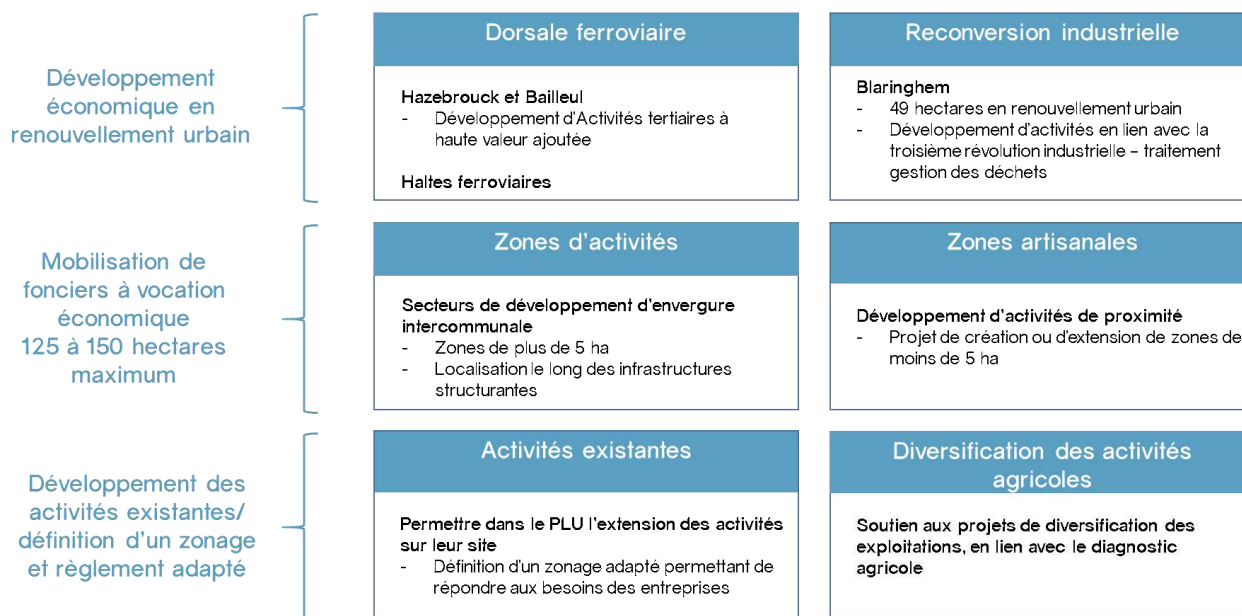 Développement
économique en
renouvellement urbain
Dorsale ferroviaire
Hazebrouck et Bailleul
- Développement d'Activités tertiaires à
haute valeur ajoutée
Haltes ferroviaires
Reconversion industrielle
Blaringhem
- 49 hectares en renouvellement urbain
- Développement d'activités en lien avec la
troisième révolution industrielle – traitement
gestion des déchets
Mobilisation de
fonciers à vocation
économique
125 à 150 hectares
maximum
Zones d'activités
Secteurs de développement d'envergure
intercommunale
- Zones de plus de 5 ha
- Localisation le long des infrastructures
structurantes
Zones artisanales
Développement d'activités de proximité
- Projet de création ou d'extension de zones de
moins de 5 ha
Développement des
activités existantes/
définition d'un zonage
et règlement adapté
Activités existantes
Permettre dans le PLU l'extension des activités
sur leur site
- Définition d'un zonage adapté permettant de
répondre aux besoins des entreprises
Diversification des activités
agricoles
Soutien aux projets de diversification des
exploitations, en lien avec le diagnostic
agricole